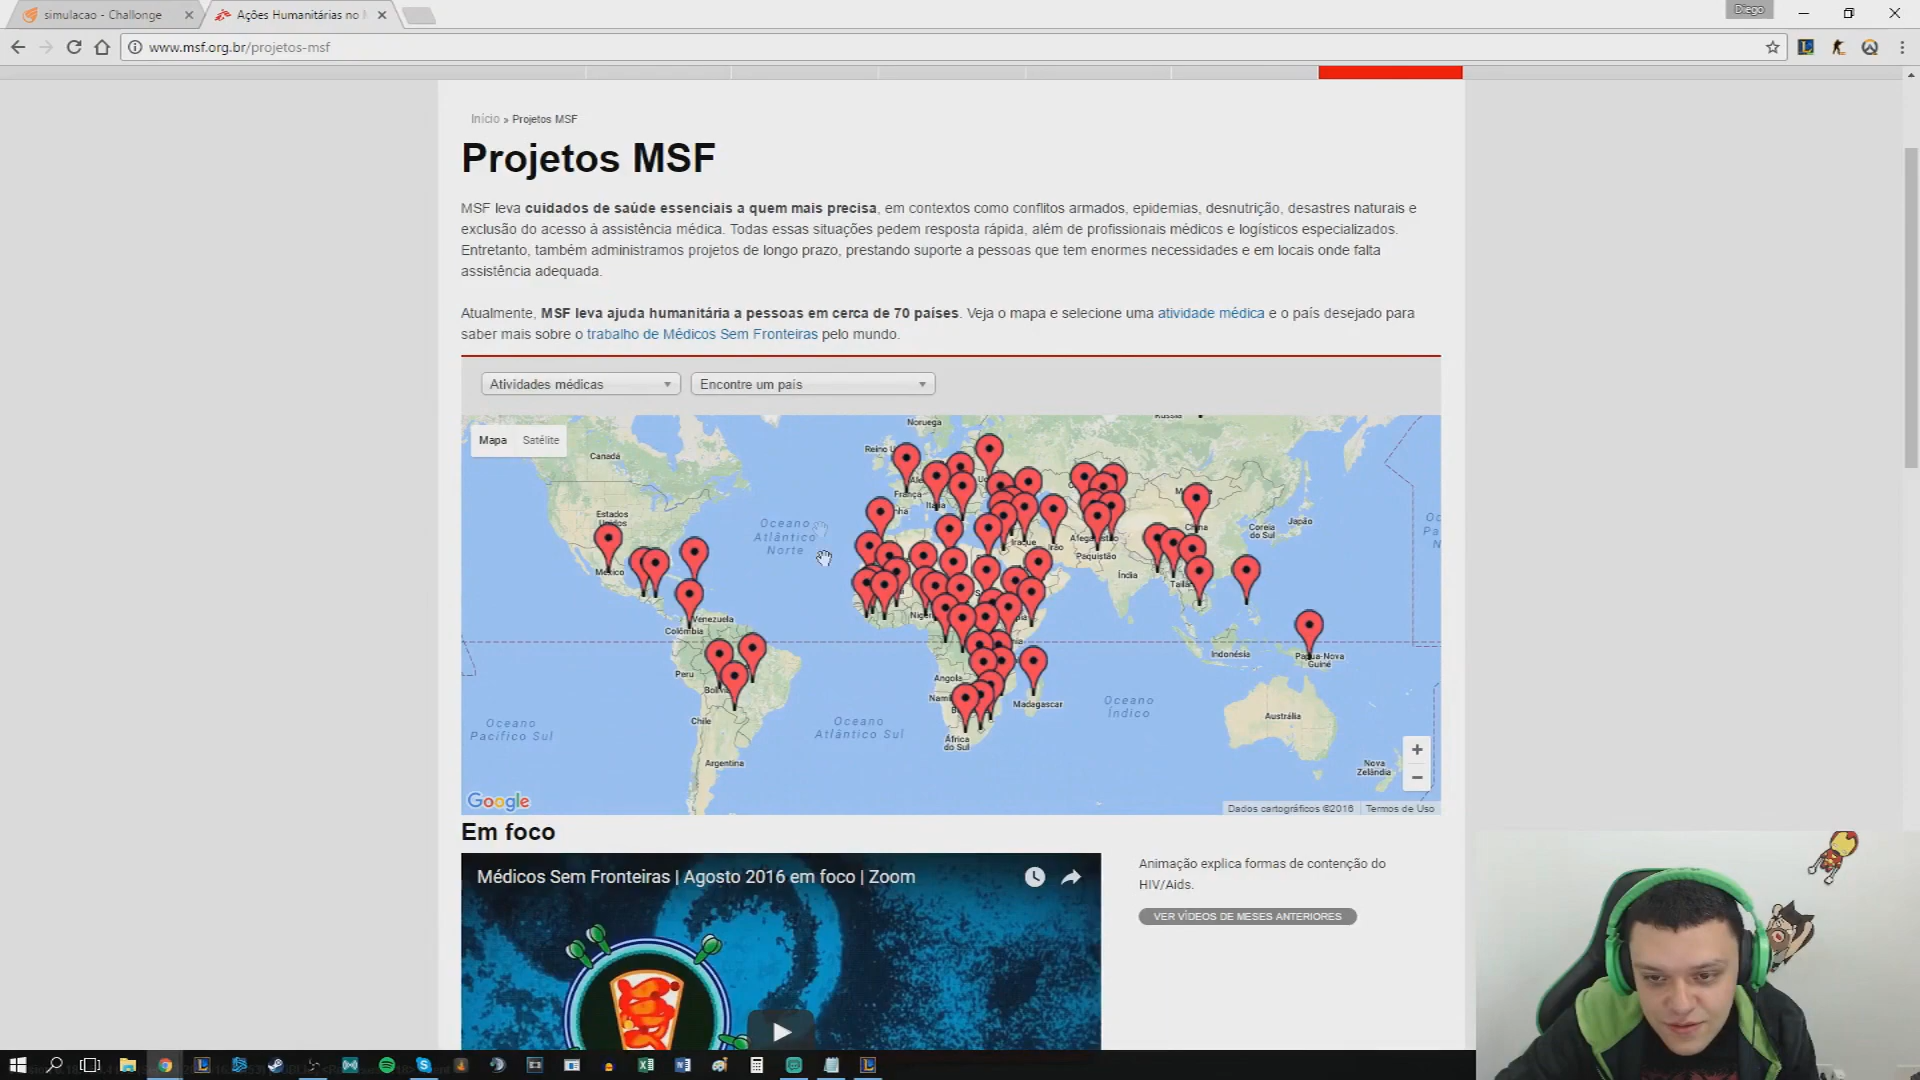 simulacao - Challonge
Ações Humanitárias no
Diego
www.msf.org.br/projetos-msf
Início » Projetos MSF
Projetos MSF
MSF leva cuidados de saúde essenciais a quem mais precisa, em contextos como conflitos armados, epidemias, desnutrição, desastres naturais e
exclusão do acesso à assistência médica. Todas essas situações pedem resposta rápida, além de profissionais médicos e logísticos especializados.
Entretanto, também administramos projetos de longo prazo, prestando suporte a pessoas que tem enormes necessidades e em locais onde falta
assistência adequada.
Atualmente, MSF leva ajuda humanitária a pessoas em cerca de 70 países. Veja o mapa e selecione uma atividade médica e o país desejado para
saber mais sobre o trabalho de Médicos Sem Fronteiras pelo mundo.
Atividades médicas
Encontre um país
Mapa
Satélite
Noruega
Canadá
França
Estados
Unidos
Oceano
Atlântico
Norte
México
Iraque
Irão
Paquistão
Índia
China
Coreia
do Sul
Japão
Venezuela
Colômbia
Peru
Chile
Argentina
Angola
Madagascar
África
do Sul
Indonésia
Papua-Nova
Guiné
Austrália
Nova
Zelândia
Oceano
Pacífico Sul
Oceano
Atlântico Sul
Oceano
Índico
Google
Dados cartográficos ©2016
Termos de Uso
Em foco
Médicos Sem Fronteiras | Agosto 2016 em foco | Zoom
Animação explica formas de contenção do
HIV/Aids.
VER VÍDEOS DE MESES ANTERIORES